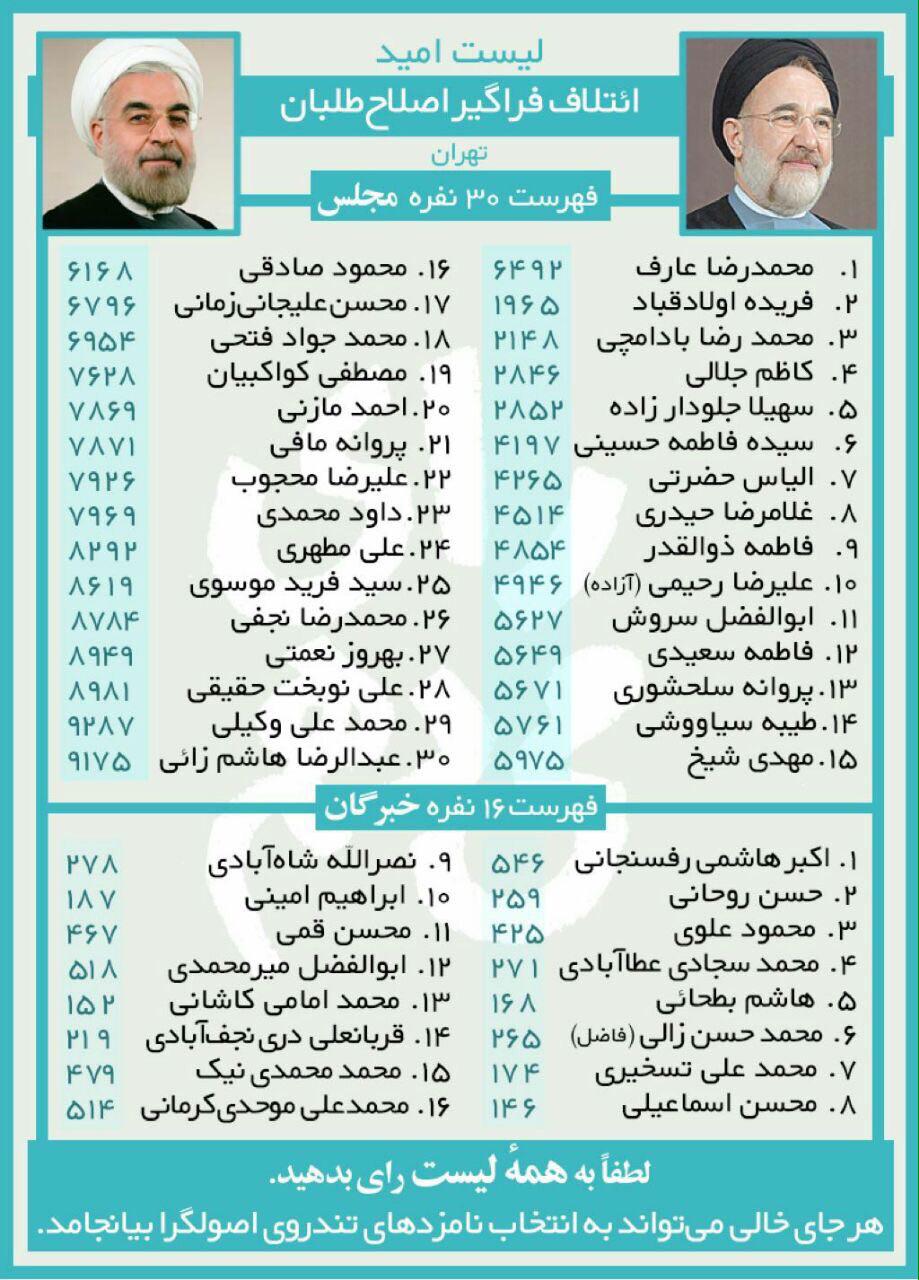 لیست امید
ائتلاف فراگیر اصلاح‌طلبان
تهران
فهرست ۳۰ نفره مجلس
۱. محمدرضا عارف ۶۴۹۲
۲. فریده اولادقباد ۱۹۶۵
۳. محمد رضا بادامچی ۲۱۴۸
۴. کاظم جلالی ۲۸۴۶
۵. سهیلا جلودار زاده ۲۸۵۲
۶. سیده فاطمه حسینی ۴۱۹۷
۷. الیاس حضرتی ۴۲۶۵
۸. غلامرضا حیدری ۴۵۱۴
۹. فاطمه ذوالقدر ۴۸۵۴
۱۰. علیرضا رحیمی (آزاده) ۴۹۴۶
۱۱. ابوالفضل سروش ۵۶۲۷
۱۲. فاطمه سعیدی ۵۶۴۹
۱۳. پروانه سلحشوری ۵۶۷۱
۱۴. طیبه سیاووشی ۵۷۶۱
۱۵. مهدی شیخ ۵۹۷۵
۱۶. محمود صادقی ۶۱۶۸
۱۷. محسن علیجانی‌زمانی ۶۷۹۶
۱۸. محمد جواد فتحی ۶۹۵۴
۱۹. مصطفی کواکبیان ۷۶۲۸
۲۰. احمد مازنی ۷۸۶۹
۲۱. پروانه مافی ۷۸۷۱
۲۲. علیرضا محجوب ۷۹۲۶
۲۳. داود محمدی ۷۹۶۹
۲۴. علی مطهری ۸۲۹۲
۲۵. سید فرید موسوی ۸۶۱۹
۲۶. محمدرضا نجفی ۸۷۸۴
۲۷. بهروز نعمتی ۸۹۴۹
۲۸. علی نوبخت حقیقی ۸۹۸۱
۲۹. محمد علی وکیلی ۹۲۸۷
۳۰. عبدالرضا هاشم زائی ۹۱۷۵
فهرست ۱۶ نفره خبرگان
۱. اکبر هاشمی رفسنجانی ۵۴۶
۲. حسن روحانی ۲۵۹
۳. محمود علوی ۴۲۵
۴. محمد سجادی عطاآبادی ۲۷۱
۵. هاشم بطحائی ۱۶۸
۶. محمد حسن زالی (فاضل) ۲۶۵
۷. محمد علی تسخیری ۱۷۴
۸. محسن اسماعیلی ۱۴۶
۹. نصرالله شاه‌آبادی ۲۷۸
۱۰. ابراهیم امینی ۱۸۷
۱۱. محسن قمی ۴۶۷
۱۲. ابوالفضل میرمحمدی ۵۱۸
۱۳. محمد امامی کاشانی ۱۵۲
۱۴. قربانعلی دری نجف‌آبادی ۲۱۹
۱۵. محمد محمدی نیک ۴۷۹
۱۶. محمدعلی موحدی‌کرمانی ۵۱۴
لطفاً به همهٔ لیست رای بدهید.
هر جای خالی می‌تواند به انتخاب نامزدهای تندروی اصولگرا بیانجامد.